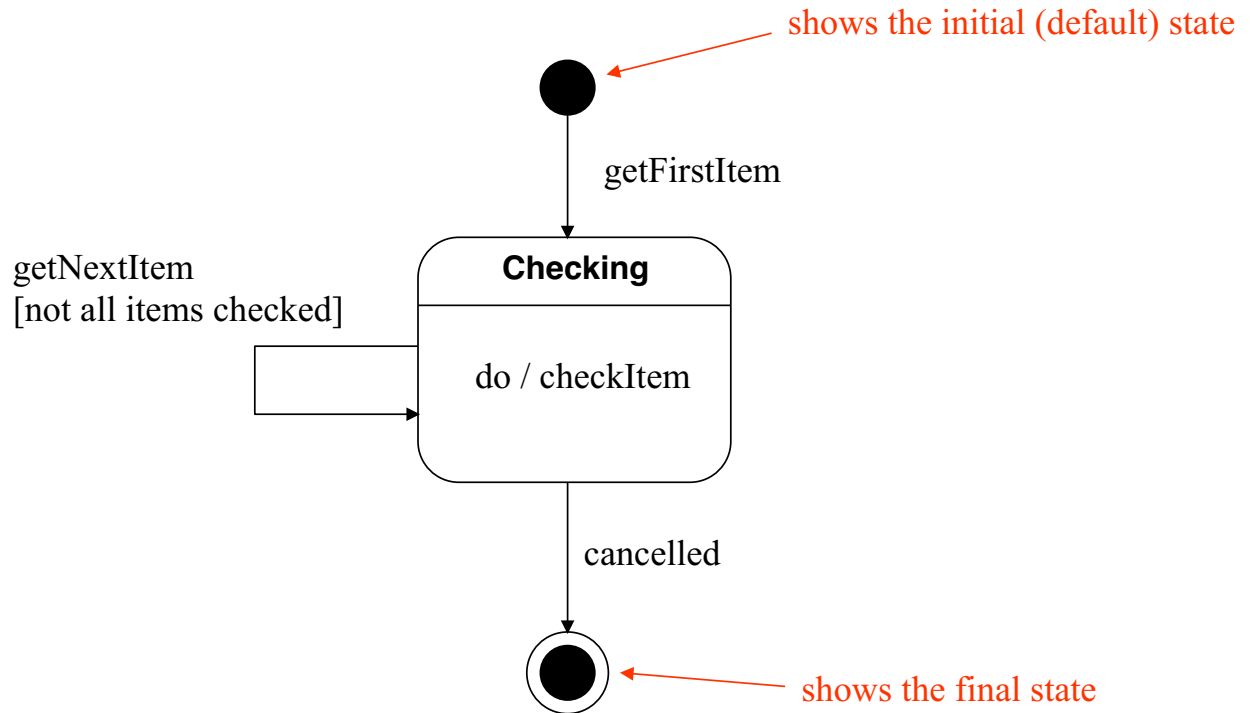 shows the initial (default) state
getFirstItem
getNextItem
[not all items checked]
Checking
do / checkItem
cancelled
shows the final state